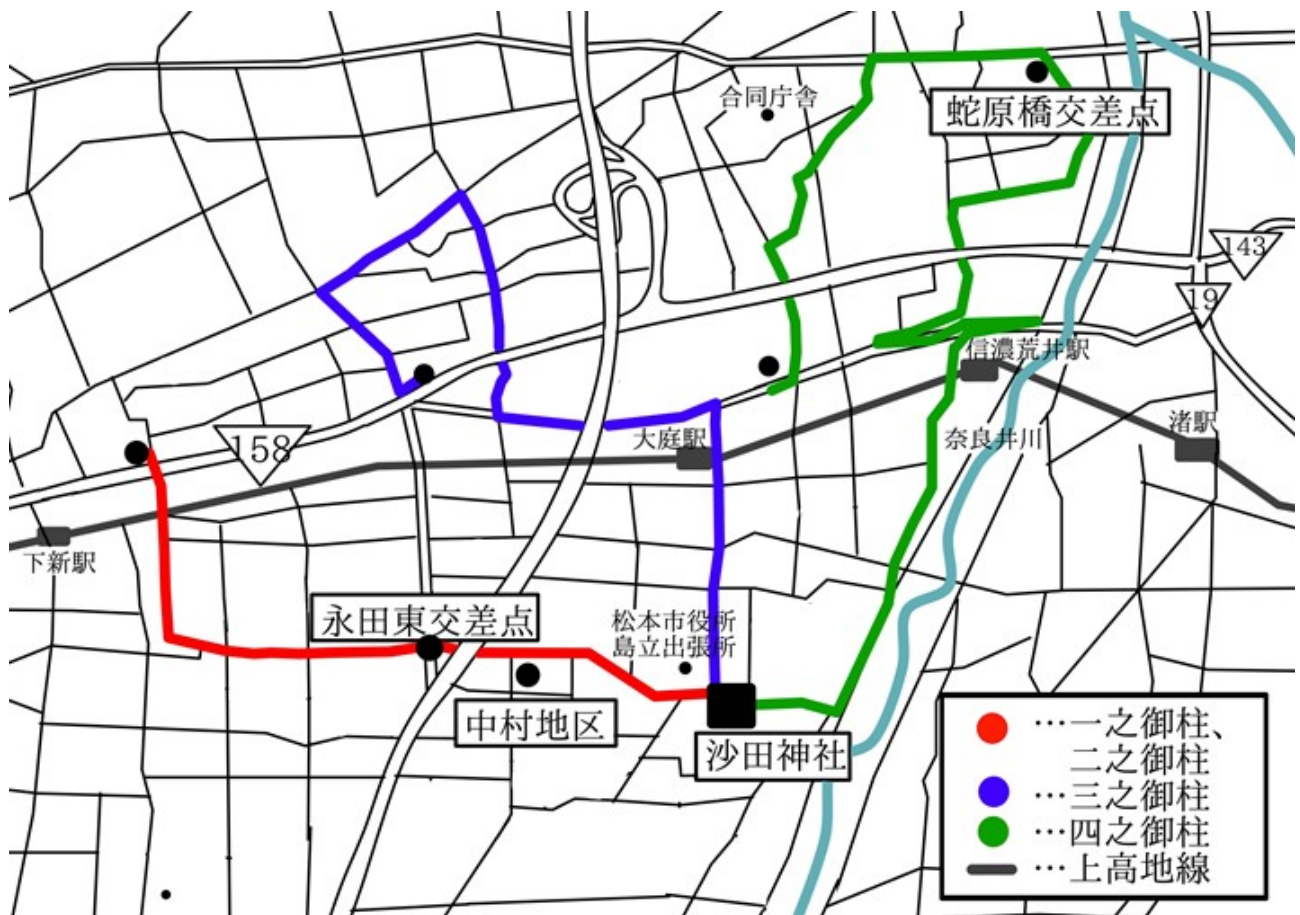 合同庁舎
蛇原橋交差点
143
19
信濃荒井駅
大庭駅
奈良井川
渚駅
158
下新駅
永田東交差点
松本市役所
島立出張所
中村地区
沙田神社
…一之御柱、
二之御柱
…三之御柱
…四之御柱
…上高地線